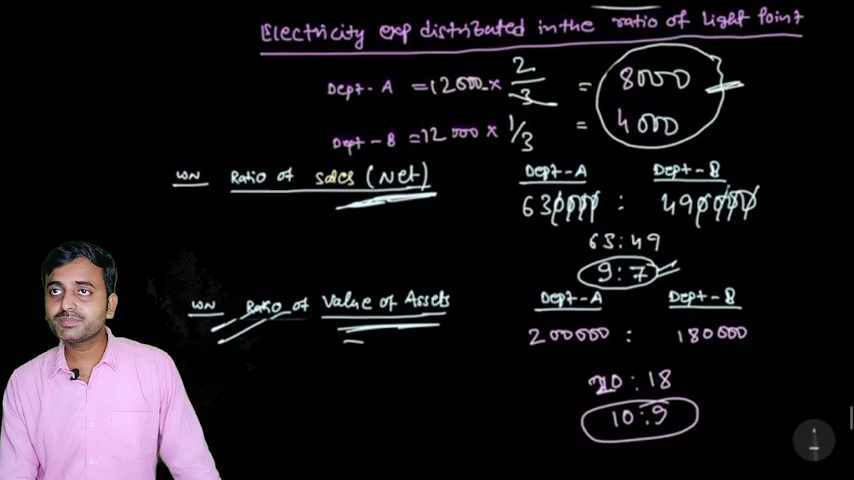 Electricity exp distributed in the ratio of Light Point
Dept-A = 12000 × 2/3 = 8000
Dept-B = 12000 × 1/3 = 4000
WN Ratio of sales (Net) Dept-A Dept-B
630000 : 490000
63:49
9:7
WN Ratio of Value of Assets Dept-A Dept-B
200000 : 180000
20:18
10:9